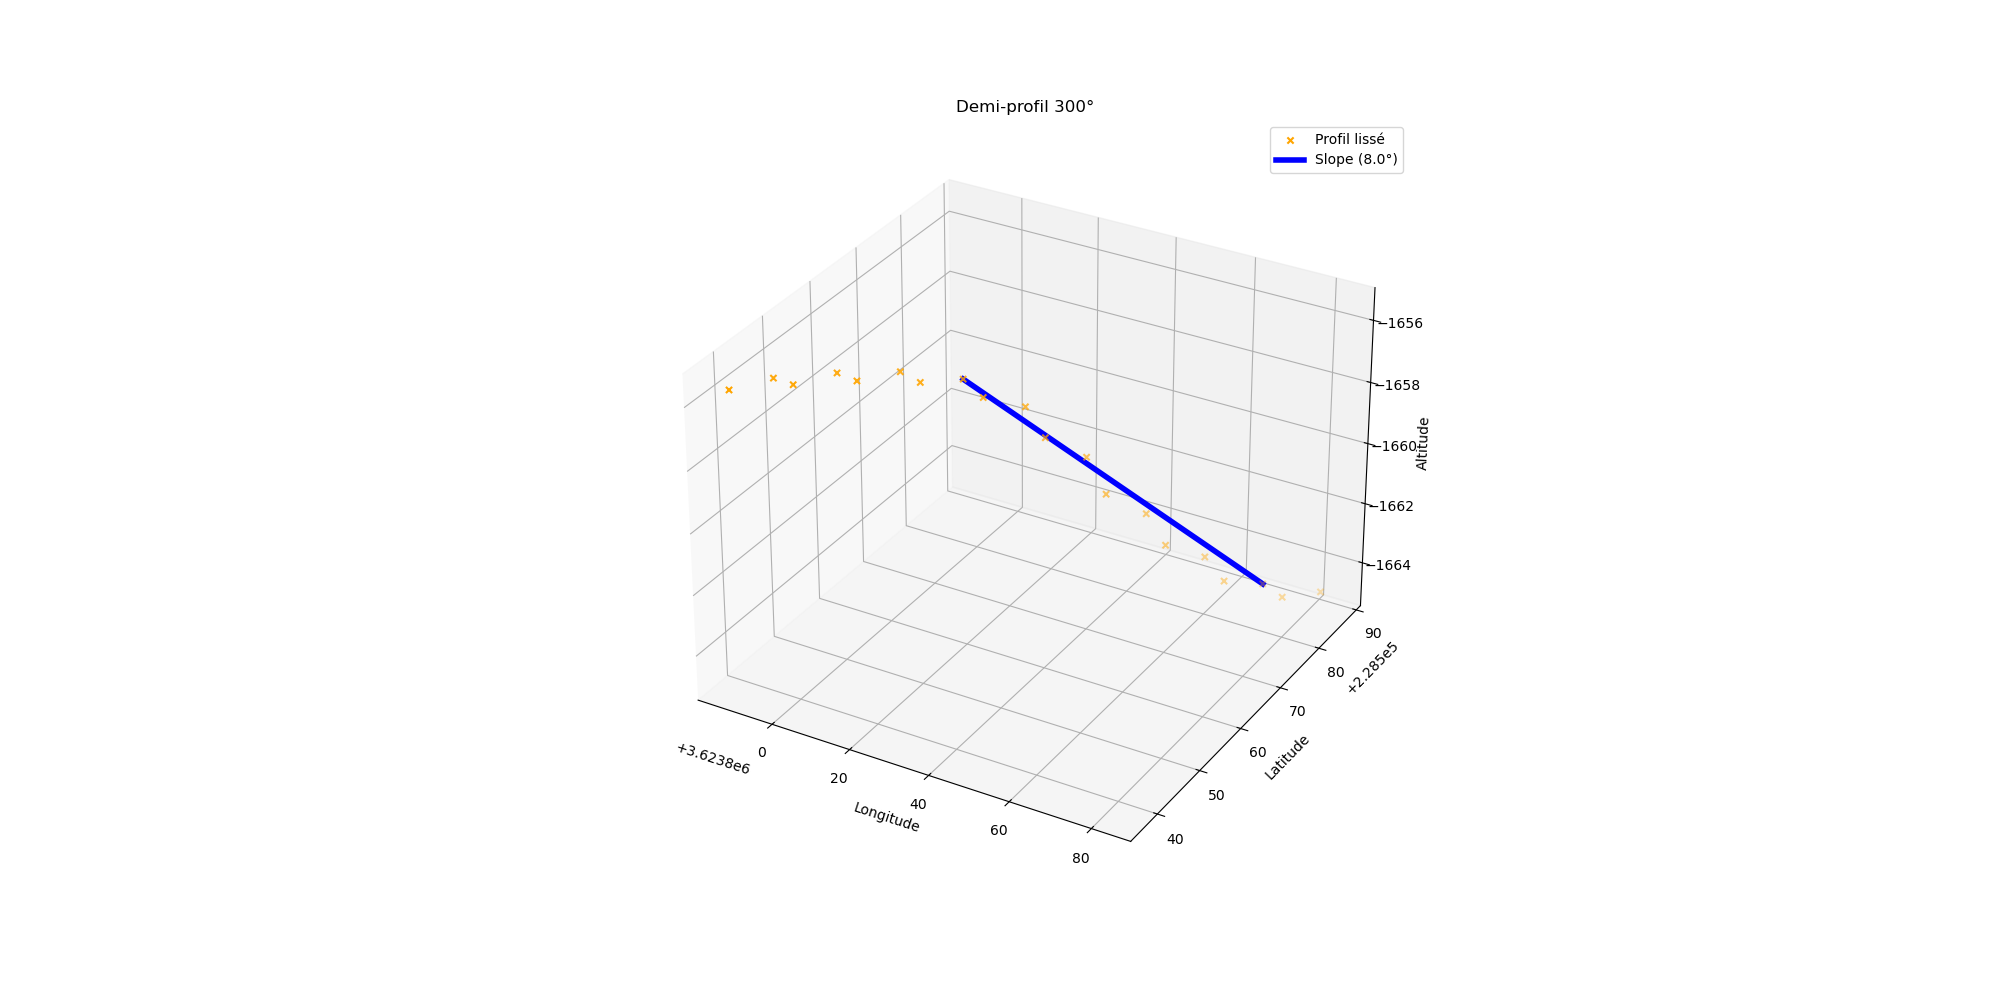 Demi-profil 300°
Profil lissé
Slope (8.0°)
−1656
−1658
−1660
−1662
−1664
Altitude
90
80
70
60
50
40
+2.285e5
Latitude
0
20
40
60
80
+3.6238e6
Longitude